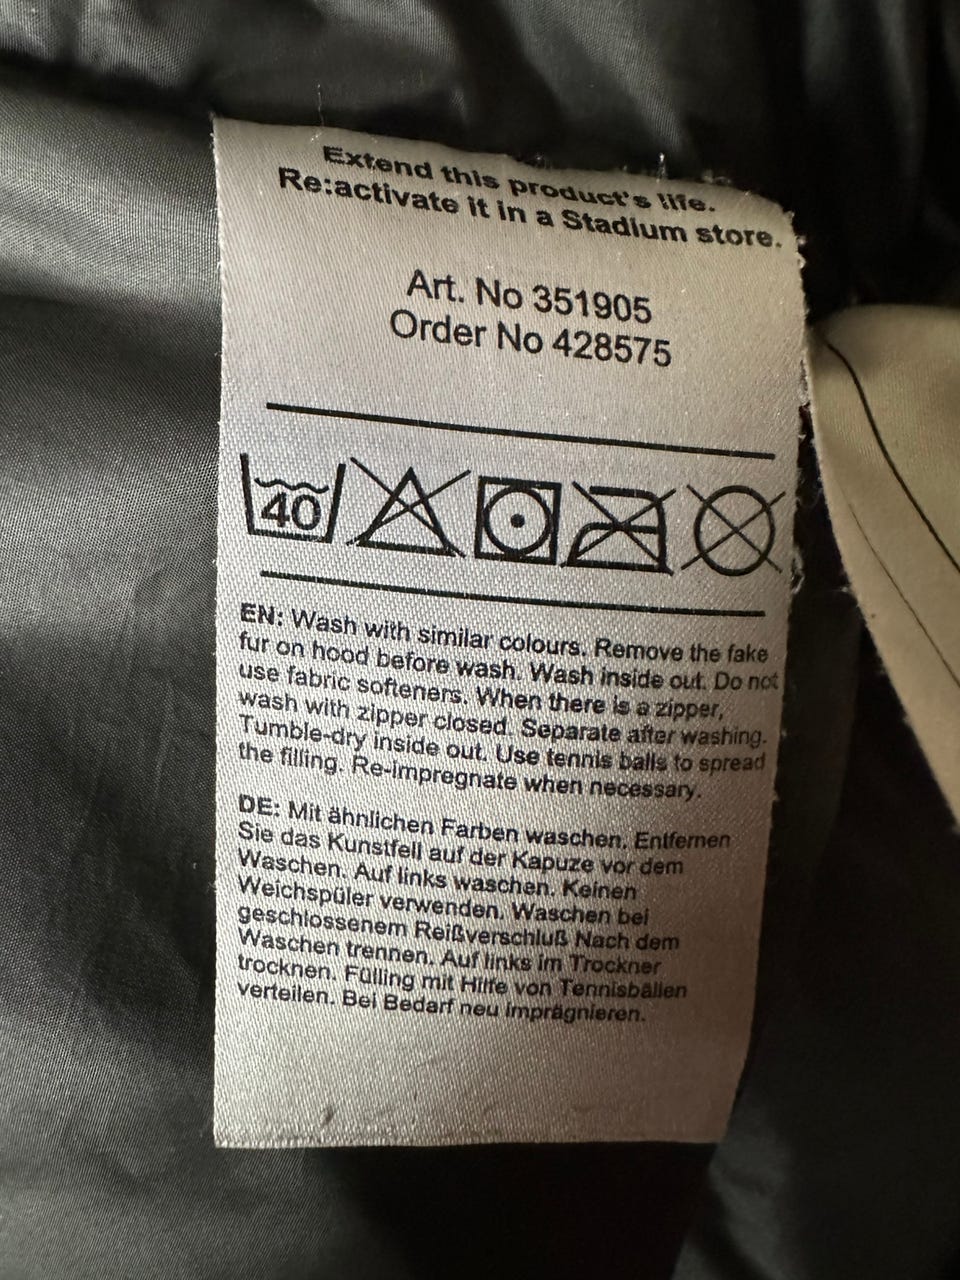 Extend this product's life.
Re:activate it in a Stadium store.
Art. No 351905
Order No 428575
40
EN: Wash with similar colours. Remove the fake
fur on hood before wash. Wash inside out. Do not
use fabric softeners. When there is a zipper,
wash with zipper closed. Separate after washing.
Tumble-dry inside out. Use tennis balls to spread
the filling. Re-impregnate when necessary.
DE: Mit ähnlichen Farben waschen. Entfernen
Sie das Kunstfell auf der Kapuze vor dem
Waschen. Auf links waschen. Keinen
Weichspüler verwenden. Waschen bei
geschlossenem Reißverschluß Nach dem
Waschen trennen. Auf links im Trockner
trocknen. Fülling mit Hilfe von Tennisbällen
verteilen. Bei Bedarf neu imprägnieren.